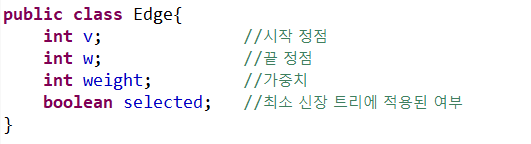 public class Edge{
    int v;              //시작 정점
    int w;              //끝 정점
    int weight;         //가중치
    boolean selected;   //최소 신장 트리에 적용된 여부
}